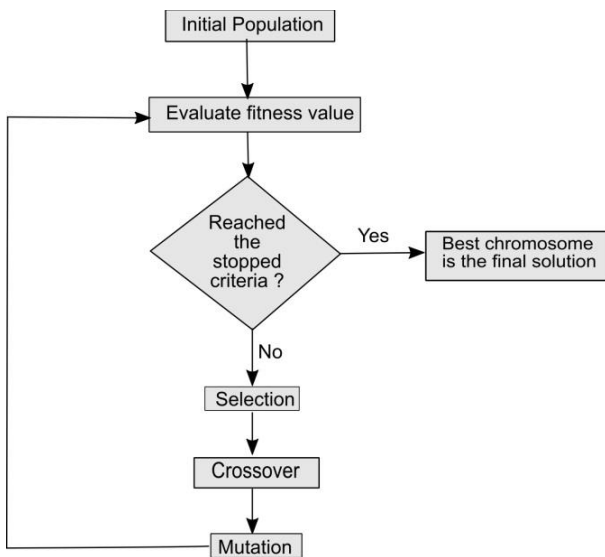 Initial Population
Evaluate fitness value
Reached
the
stopped
criteria ?
Yes
Best chromosome
is the final solution
No
Selection
Crossover
Mutation